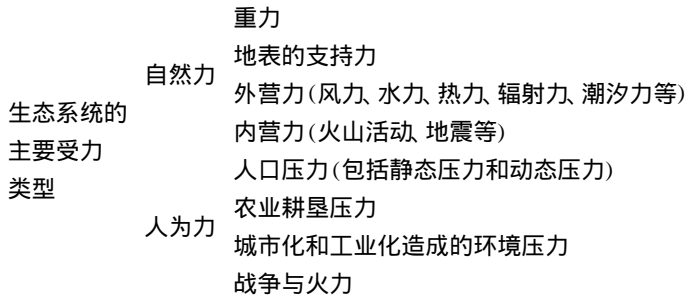 生态系统的
主要受力
类型
自然力
重力
地表的支持力
外营力(风力、水力、热力、辐射力、潮汐力等)
内营力(火山活动、地震等)
人为力
人口压力(包括静态压力和动态压力)
农业耕垦压力
城市化和工业化造成的环境压力
战争与火力